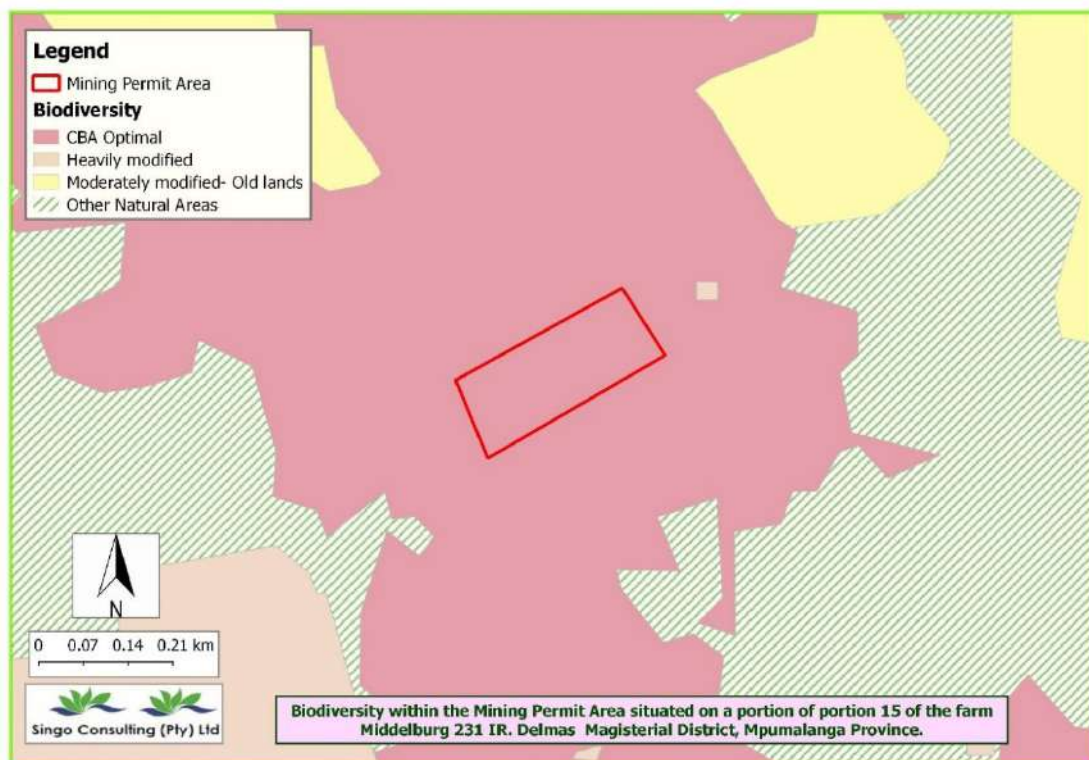 Legend
Mining Permit Area
Biodiversity
CBA Optimal
Heavily modified
Moderately modified- Old lands
Other Natural Areas
N
0 0.07 0.14 0.21 km
Singo Consulting (Pty) Ltd
Biodiversity within the Mining Permit Area situated on a portion of portion 15 of the farm
Middelburg 231 IR. Delmas Magisterial District, Mpumalanga Province.